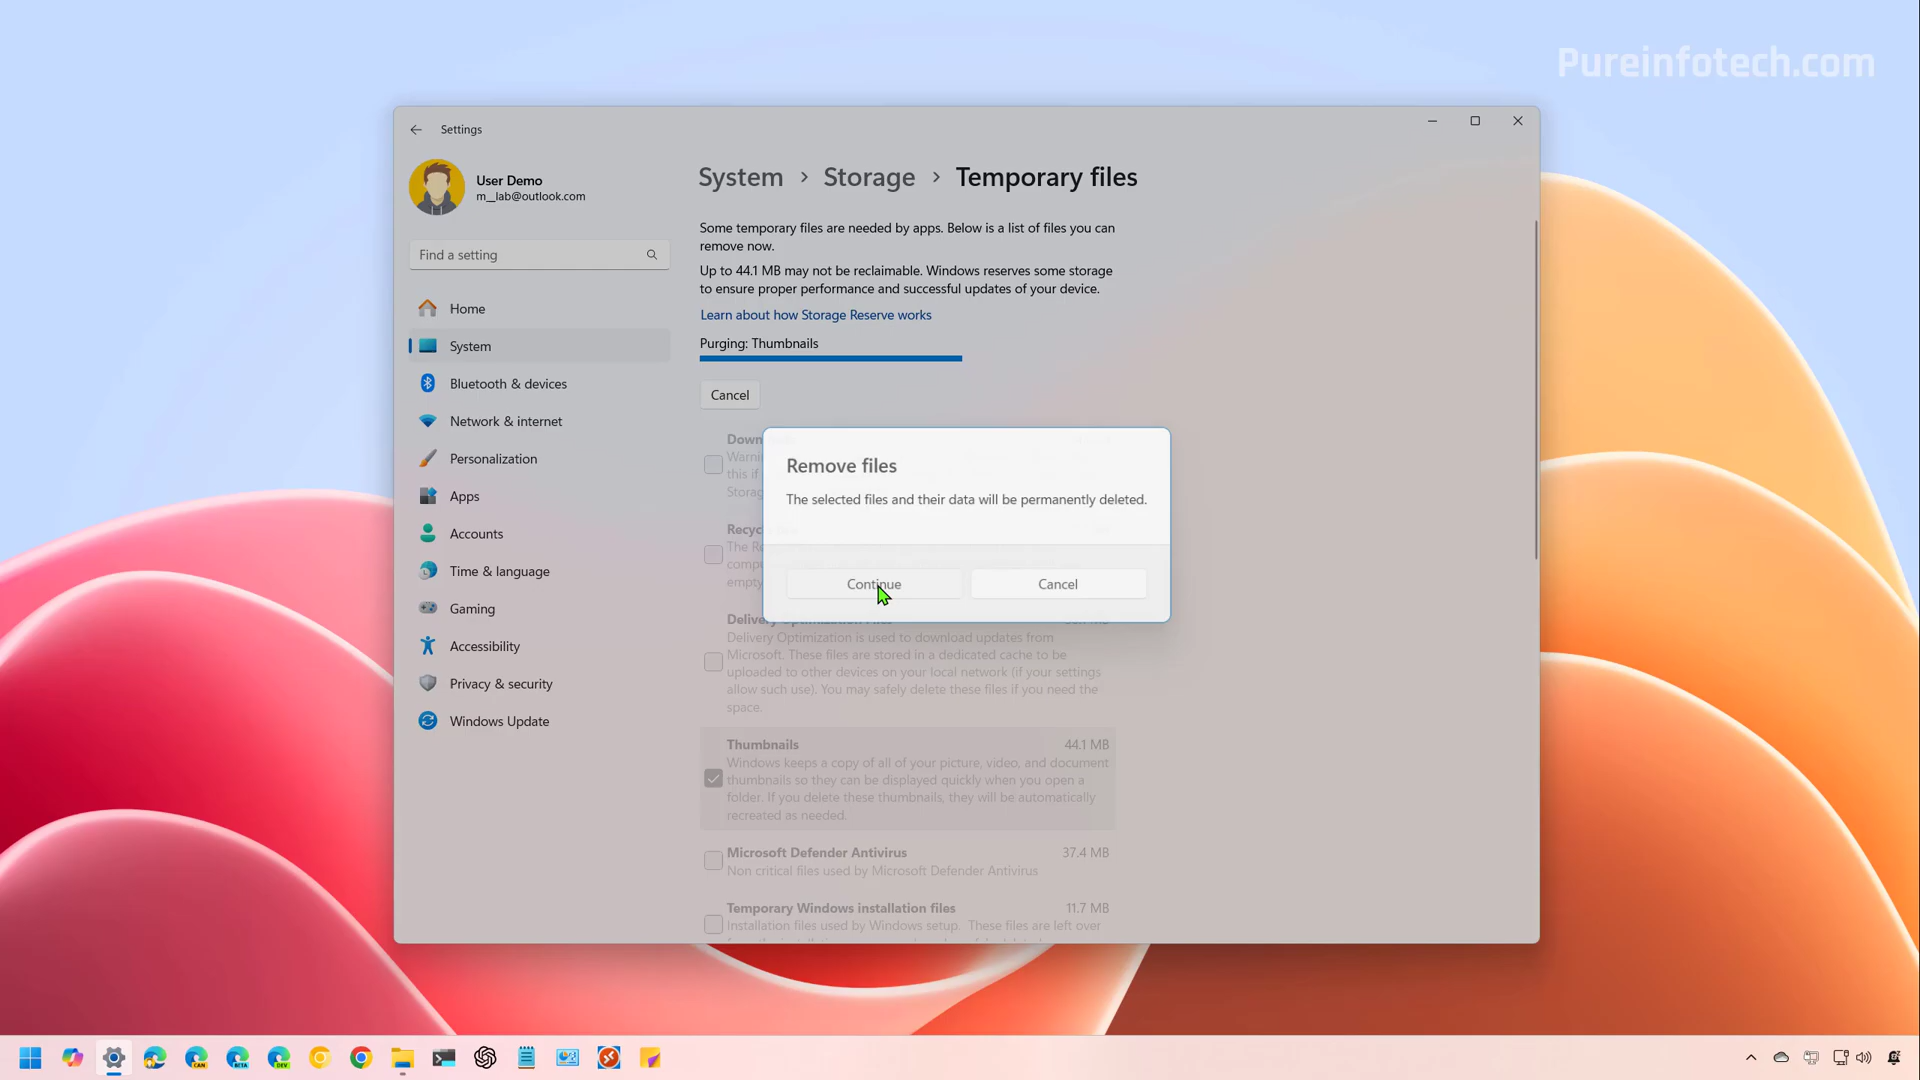 Pureinfotech.com
Settings
User Demo
m_lab@outlook.com
Find a setting
Home
System
Bluetooth & devices
Network & internet
Personalization
Apps
Accounts
Time & language
Gaming
Accessibility
Privacy & security
Windows Update
System > Storage > Temporary files
Some temporary files are needed by apps. Below is a list of files you can
remove now.
Up to 44.1 MB may not be reclaimable. Windows reserves some storage
to ensure proper performance and successful updates of your device.
Learn about how Storage Reserve works
Purging: Thumbnails
Cancel
Remove files
The selected files and their data will be permanently deleted.
Continue
Cancel
Delivery Optimization Files
Delivery Optimization is used to download updates from
Microsoft. These files are stored in a dedicated cache to be
uploaded to other devices on your local network (if your settings
allow such use). You may safely delete these files if you need the
space.
Thumbnails 44.1 MB
Windows keeps a copy of all of your picture, video, and document
thumbnails so they can be displayed quickly when you open a
folder. If you delete these thumbnails, they will be automatically
recreated as needed.
Microsoft Defender Antivirus 37.4 MB
Non critical files used by Microsoft Defender Antivirus
Temporary Windows installation files 11.7 MB
Installation files used by Windows setup. These files are left over
CAN
BETA
DEV